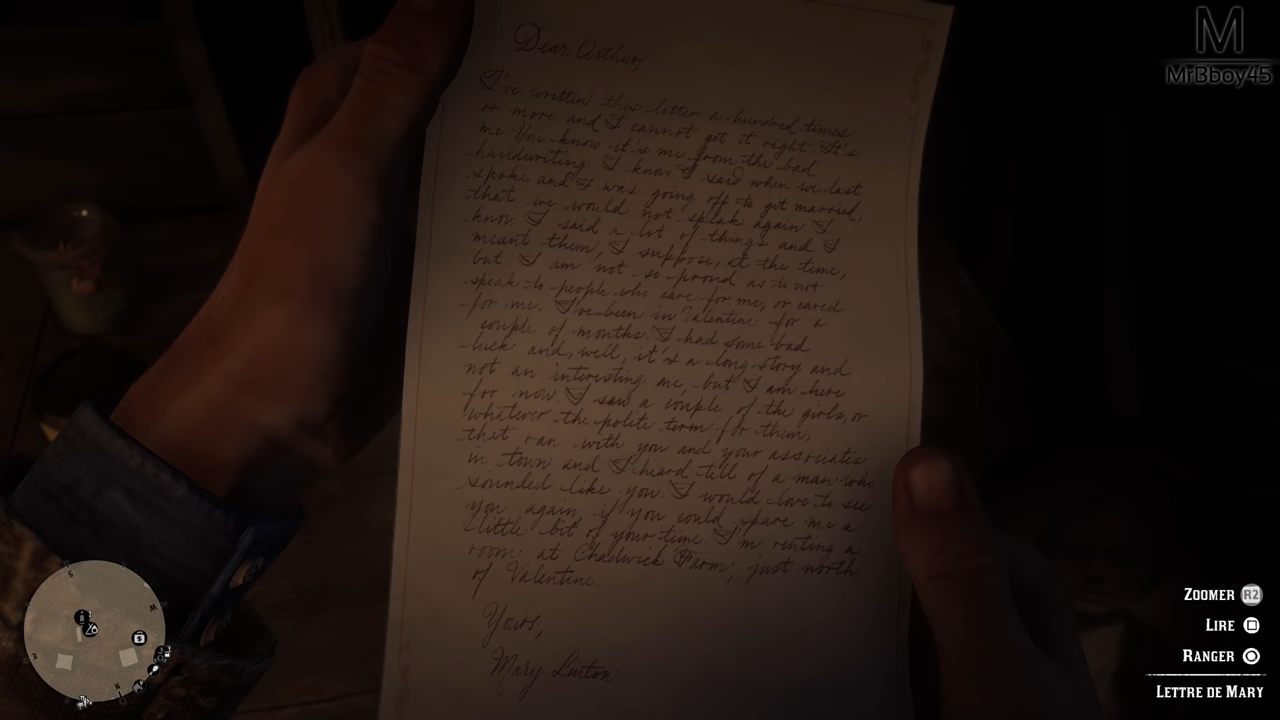 M
MrBboy45
Dear Arthur,
I've written this letter a hundred times
or more and I cannot get it right. It's
me. You know it's me from the bad
handwriting. I know I said when we last
spoke and I was going off to get married,
that we would not speak again. I
know I said a lot of things and I
meant them, I suppose, at the time,
but I am not so proud as to not
speak to people who care for me, or cared
for me. I've been in Valentine for a
couple of months. I had some bad
luck and, well, it's a long story and
not an interesting me, but I am here
for now. I saw a couple of the girls, or
whatever the polite term for them,
that ran with you and your associates
in town and I heard tell of a man who
sounded like you. I would love to see
you again, if you could spare me a
little bit of your time. I'm renting a
room at Chadwick Farm, just north
of Valentine.
Yours,
Mary Linton
ZOOMER R2
LIRE
RANGER
LETTRE DE MARY
S
W
E
N